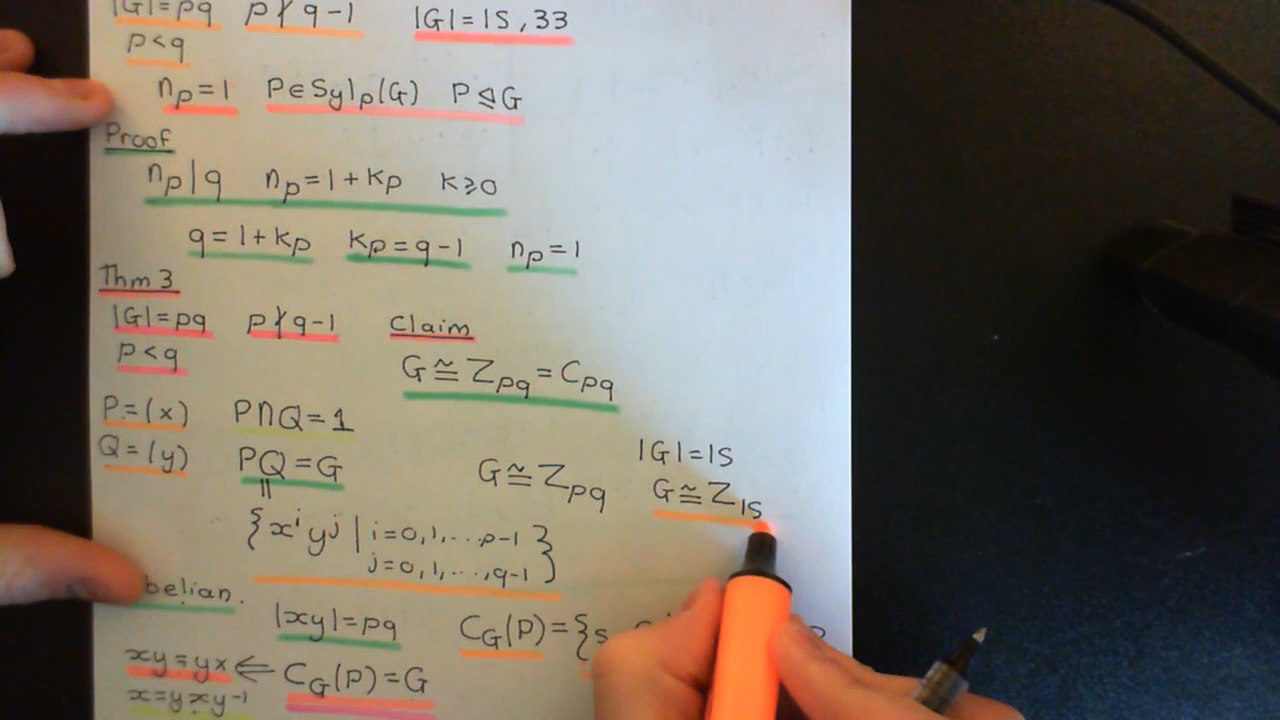 |G|=pq p∤q-1 |G|=15, 33
p<q
np=1 P∈Sylp(G) P⊴G
Proof
np|q np=1+kp k≥0
q=1+kp kp=q-1 np=1
Thm 3
|G|=pq p∤q-1 Claim
p<q
G≅Zpq=Cpq
P=(x) P∩Q=1
Q=(y) PQ=G G≅Zpq |G|=15
G≅Z15
=
{x^i y^j | i=0,1,...p-1
j=0,1,...,q-1}
belian.
|xy|=pq CG(P)={
xy=yx⇐ CG(P)=G
x=yxy-1